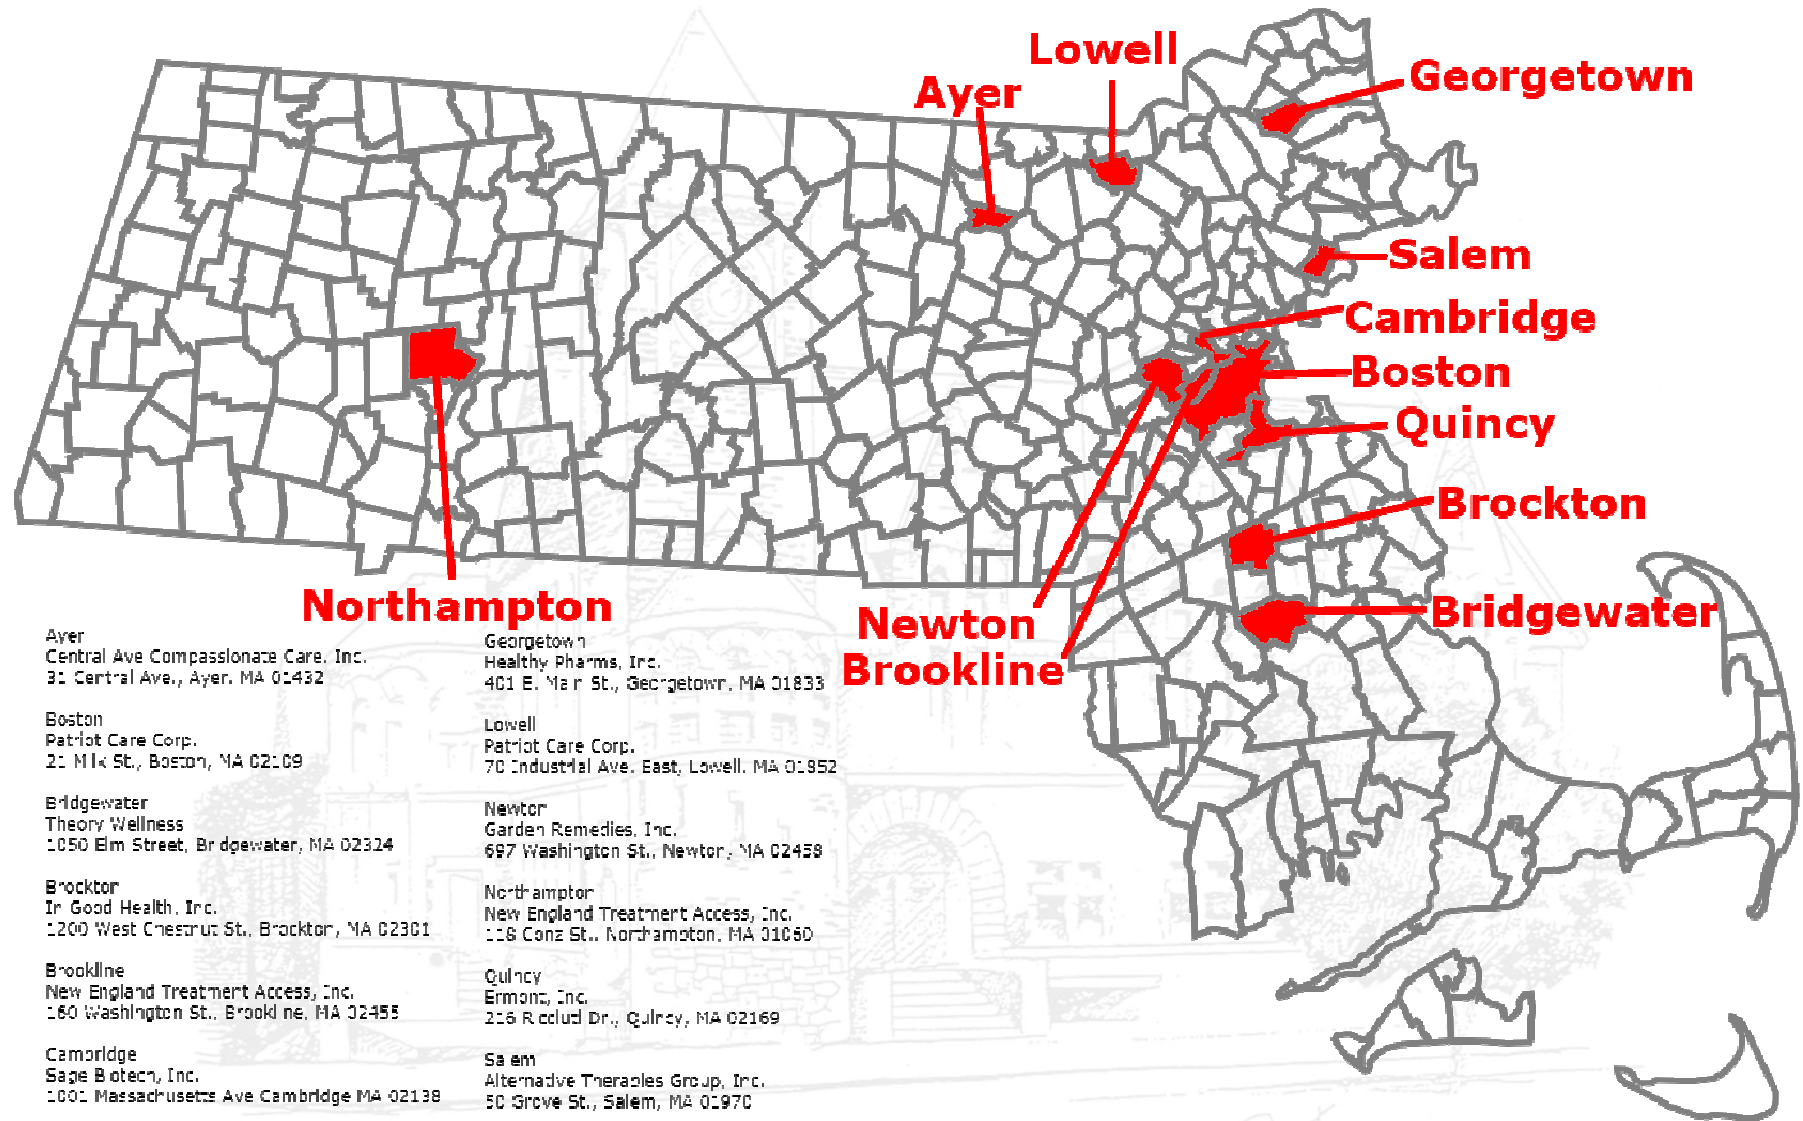 Lowell
Georgetown
Ayer
Salem
Cambridge
Boston
Quincy
Brockton
Northampton
Newton
Bridgewater
Brookline
Ayer
Central Ave Compassionate Care, Inc.
31 Central Ave., Ayer, MA 01432
Boston
Patriot Care Corp.
21 Milk St., Boston, MA 02109
Bridgewater
Theory Wellness
1050 Elm Street, Bridgewater, MA 02324
Brockton
In Good Health, Inc.
1200 West Chestnut St., Brockton, MA 02301
Brookline
New England Treatment Access, Inc.
160 Washington St., Brookline, MA 02455
Cambridge
Sage Biotech, Inc.
1001 Massachusetts Ave Cambridge MA 02138
Georgetown
Healthy Pharms, Inc.
401 E. Main St., Georgetown, MA 01833
Lowell
Patriot Care Corp.
70 Industrial Ave. East, Lowell, MA 01852
Newton
Garden Remedies, Inc.
697 Washington St., Newton, MA 02458
Northampton
New England Treatment Access, Inc.
118 Conz St., Northampton, MA 01060
Quincy
Ermont, Inc.
216 Ricciuti Dr., Quincy, MA 02169
Salem
Alternative Therapies Group, Inc.
50 Grove St., Salem, MA 01970